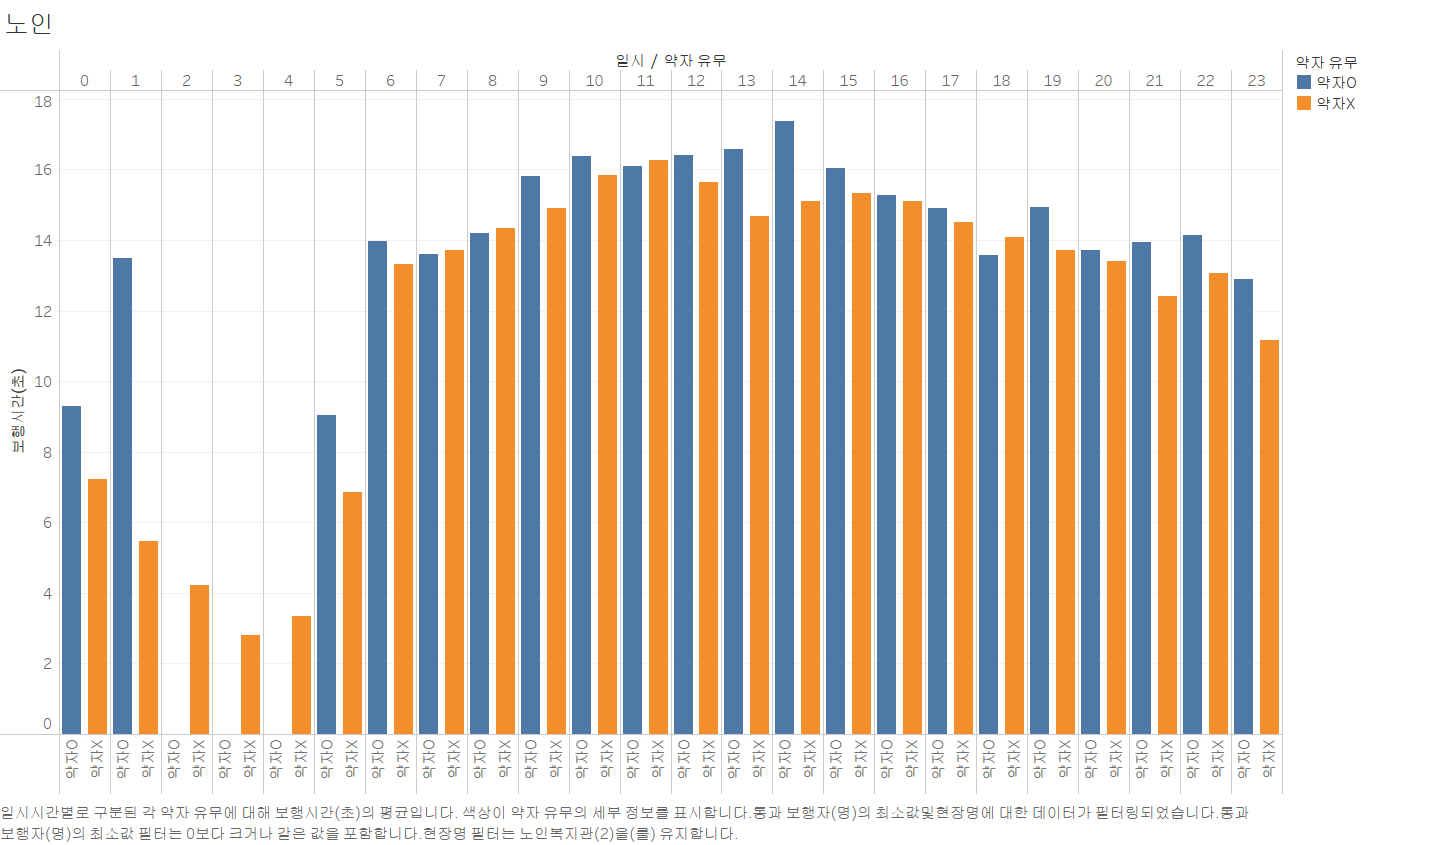 노인
일시 / 약자 유무
0 1 2 3 4 5 6 7 8 9 10 11 12 13 14 15 16 17 18 19 20 21 22 23
약자 유무
약자O
약자X
18
16
14
12
10
8
6
4
2
0
보행시간(초)
약자O 약자X 약자O 약자X 약자O 약자X 약자O 약자X 약자O 약자X 약자O 약자X 약자O 약자X 약자O 약자X 약자O 약자X 약자O 약자X 약자O 약자X 약자O 약자X 약자O 약자X 약자O 약자X 약자O 약자X 약자O 약자X 약자O 약자X 약자O 약자X 약자O 약자X 약자O 약자X 약자O 약자X 약자O 약자X 약자O 약자X 약자O 약자X
일시시간별로 구분된 각 약자 유무에 대해 보행시간(초)의 평균입니다. 색상이 약자 유무의 세부 정보를 표시합니다.통과 보행자(명)의 최소값및현장명에 대한 데이터가 필터링되었습니다.통과
보행자(명)의 최소값 필터는 0보다 크거나 같은 값을 포함합니다.현장명 필터는 노인복지관(2)을(를) 유지합니다.